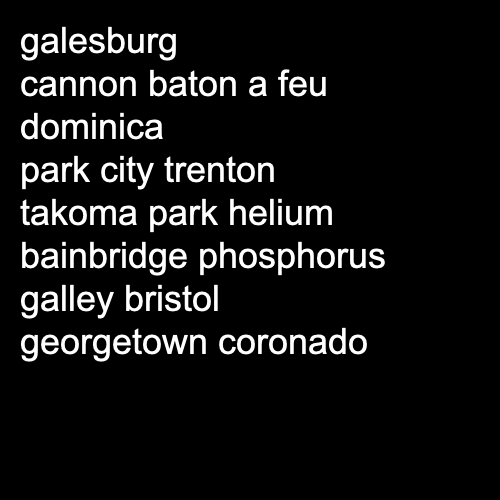 galesburg
cannon baton a feu
dominica
park city trenton
takoma park helium
bainbridge phosphorus
galley bristol
georgetown coronado